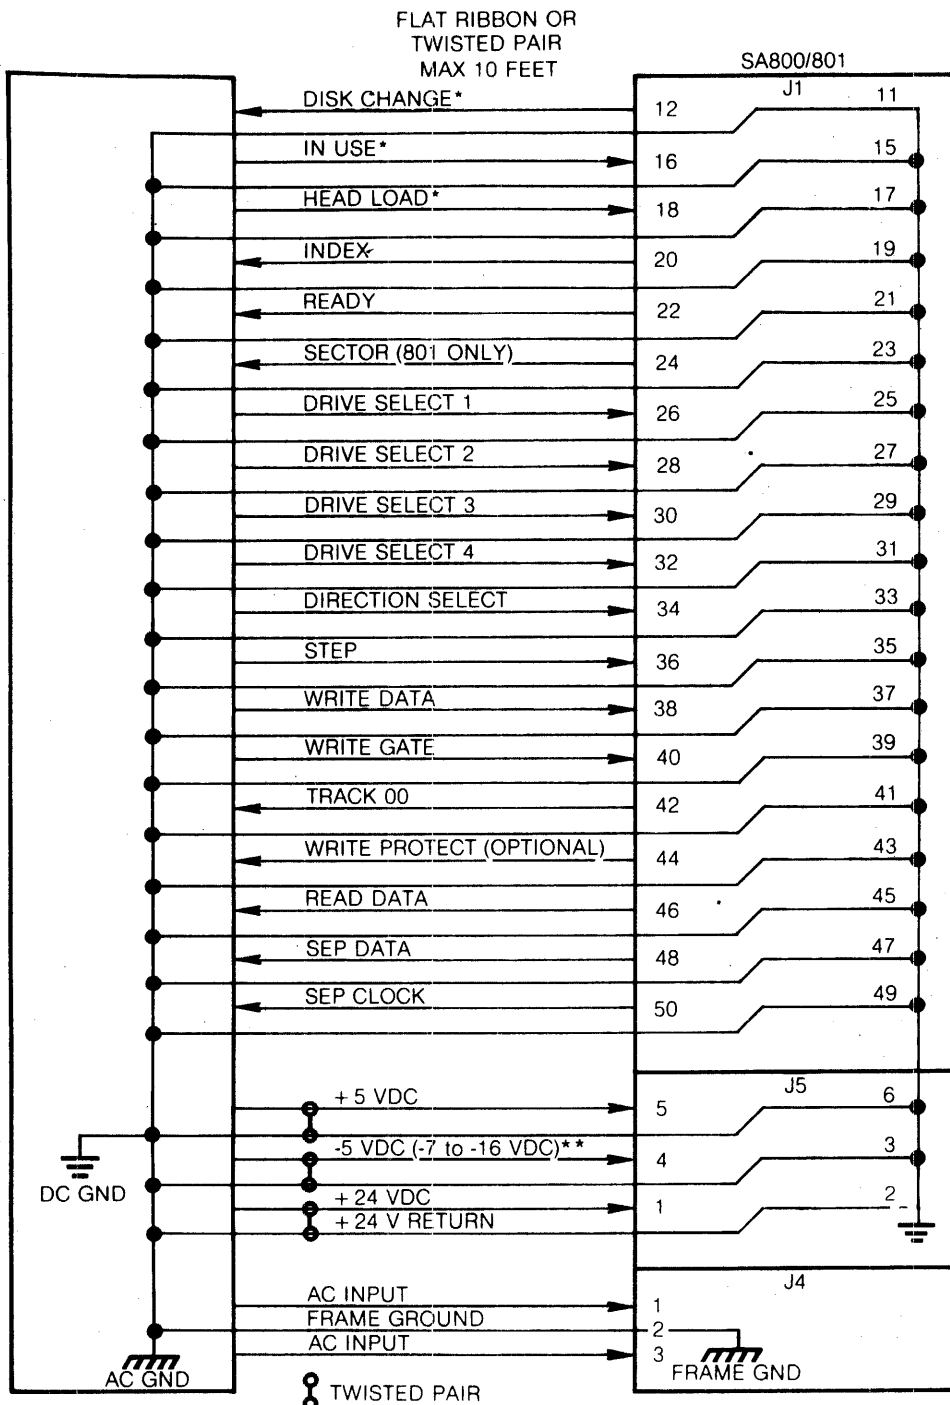 FLAT RIBBON OR
TWISTED PAIR
MAX 10 FEET
SA800/801
J1
DISK CHANGE* 12 11
IN USE* 16 15
HEAD LOAD* 18 17
INDEX 20 19
READY 22 21
SECTOR (801 ONLY) 24 23
DRIVE SELECT 1 26 25
DRIVE SELECT 2 28 27
DRIVE SELECT 3 30 29
DRIVE SELECT 4 32 31
DIRECTION SELECT 34 33
STEP 36 35
WRITE DATA 38 37
WRITE GATE 40 39
TRACK 00 42 41
WRITE PROTECT (OPTIONAL) 44 43
READ DATA 46 45
SEP DATA 48 47
SEP CLOCK 50 49
J5
+ 5 VDC 5 6
-5 VDC (-7 to -16 VDC)** 4 3
DC GND
+ 24 VDC 1 2
+ 24 V RETURN
J4
AC INPUT 1
FRAME GROUND 2
AC INPUT 3
AC GND
FRAME GND
TWISTED PAIR